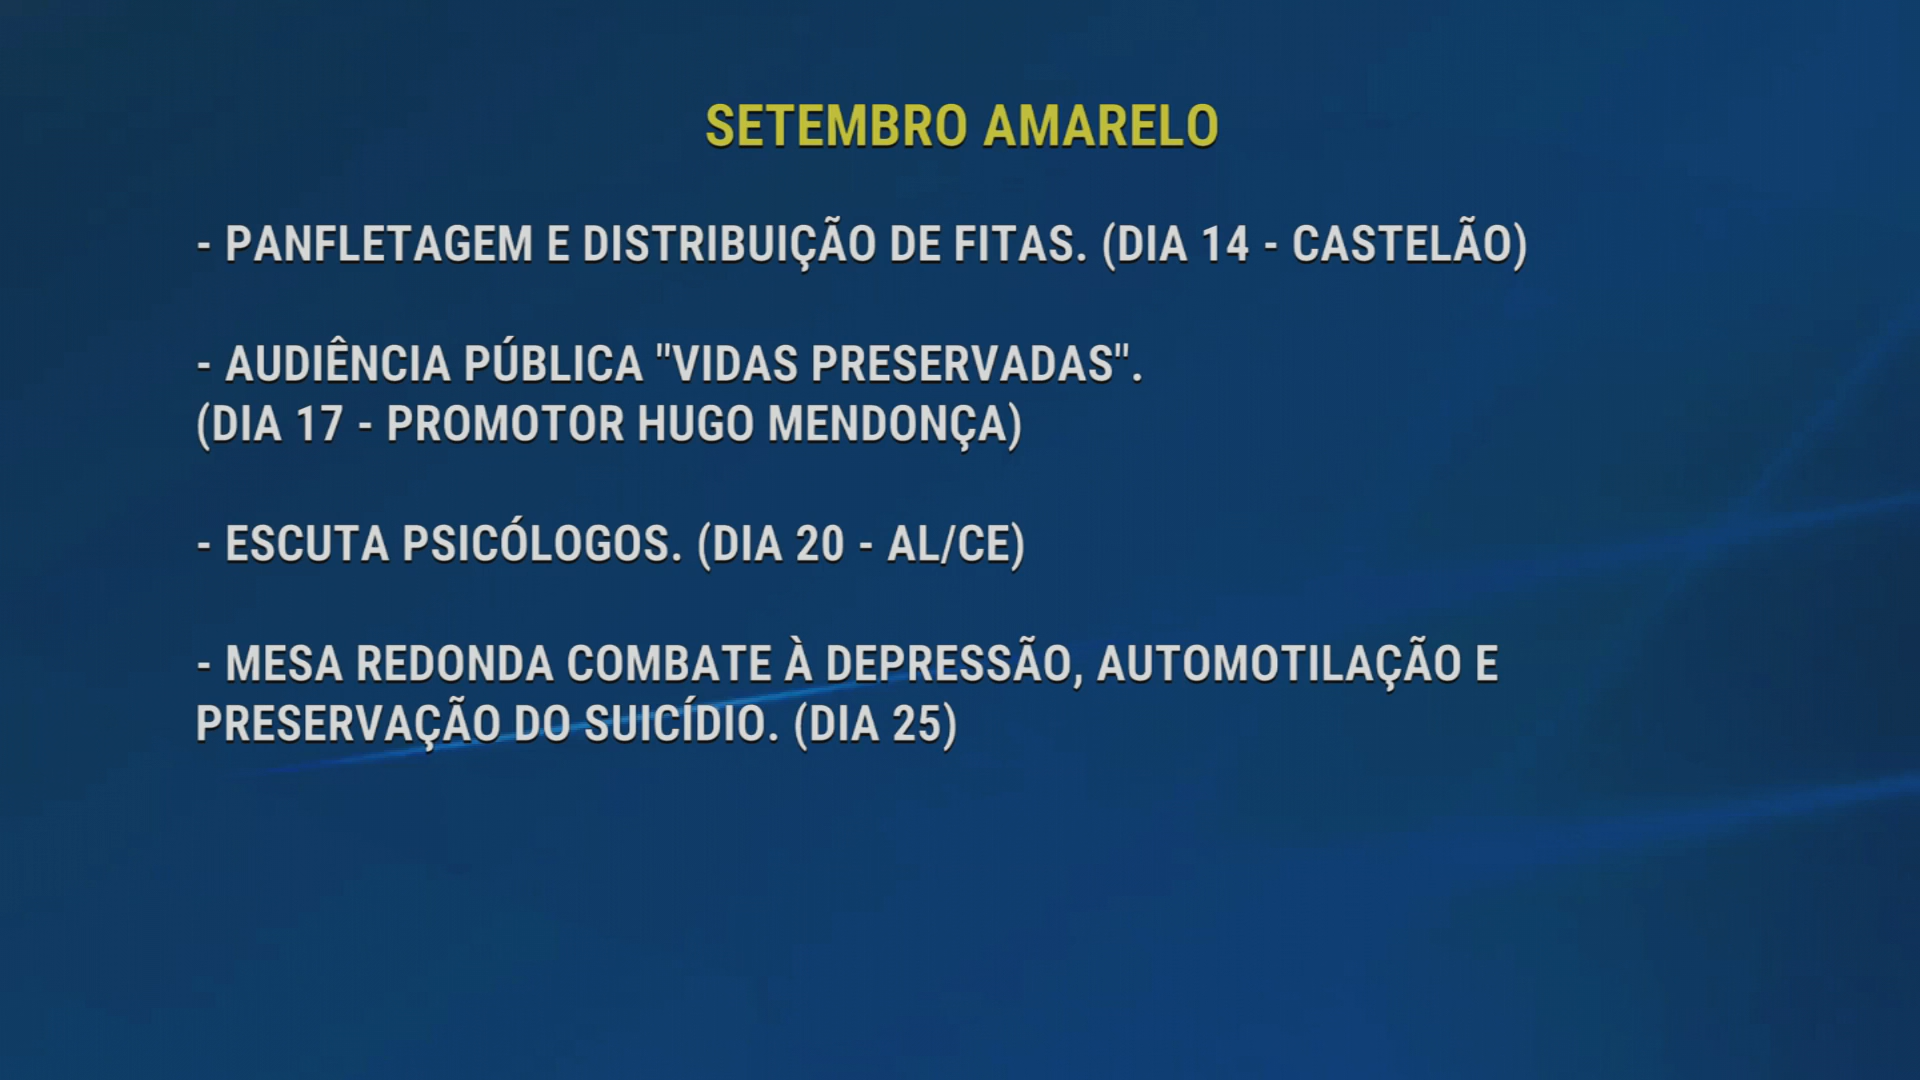 SETEMBRO AMARELO
- PANFLETAGEM E DISTRIBUIÇÃO DE FITAS. (DIA 14 - CASTELÃO)
- AUDIÊNCIA PÚBLICA "VIDAS PRESERVADAS".
(DIA 17 - PROMOTOR HUGO MENDONÇA)
- ESCUTA PSICÓLOGOS. (DIA 20 - AL/CE)
- MESA REDONDA COMBATE À DEPRESSÃO, AUTOMOTILAÇÃO E
PRESERVAÇÃO DO SUICÍDIO. (DIA 25)